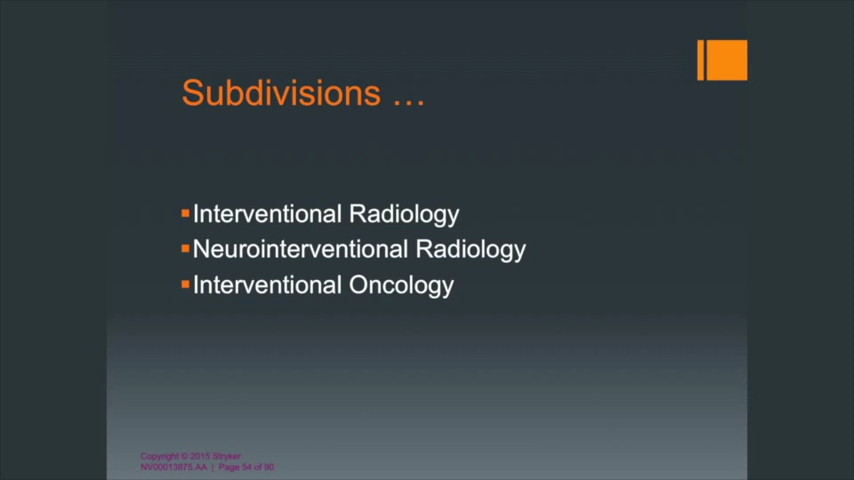 Subdivisions …
Interventional Radiology
Neurointerventional Radiology
Interventional Oncology
Copyright © 2015 Stryker
NV00013875.AA | Page 54 of 90